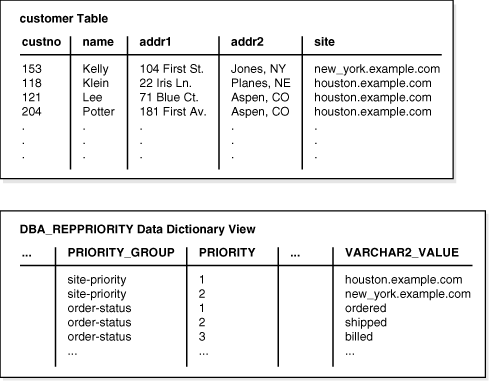 customer Table
custno name addr1 addr2 site
153 Kelly 104 First St. Jones, NY new_york.example.com
118 Klein 22 Iris Ln. Planes, NE houston.example.com
121 Lee 71 Blue Ct. Aspen, CO houston.example.com
204 Potter 181 First Av. Aspen, CO houston.example.com
. . . . .
. . . . .
. . . . .
DBA_REPPRIORITY Data Dictionary View
... PRIORITY_GROUP PRIORITY ... VARCHAR2_VALUE
site-priority 1 houston.example.com
site-priority 2 new_york.example.com
order-status 1 ordered
order-status 2 shipped
order-status 3 billed
... ... ...